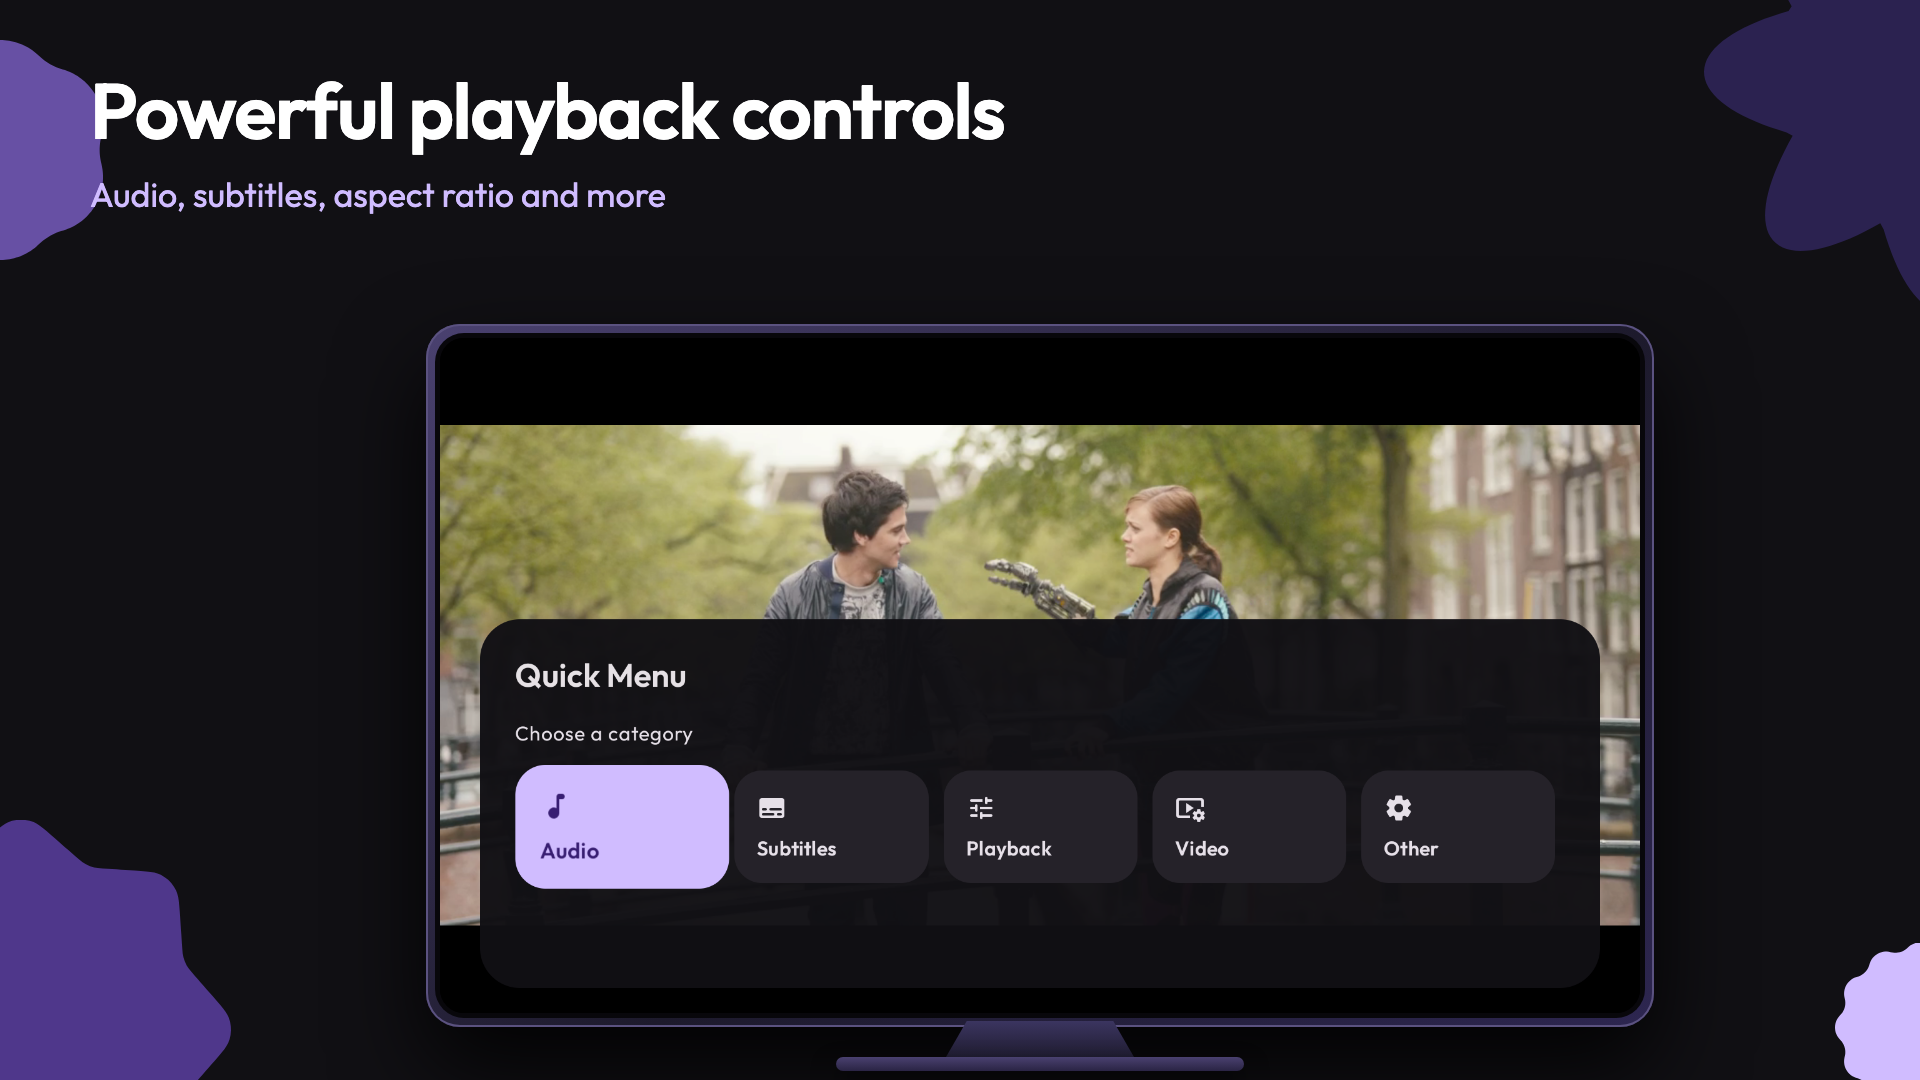 Powerful playback controls
Audio, subtitles, aspect ratio and more
Quick Menu
Choose a category
Audio
Subtitles
Playback
Video
Other